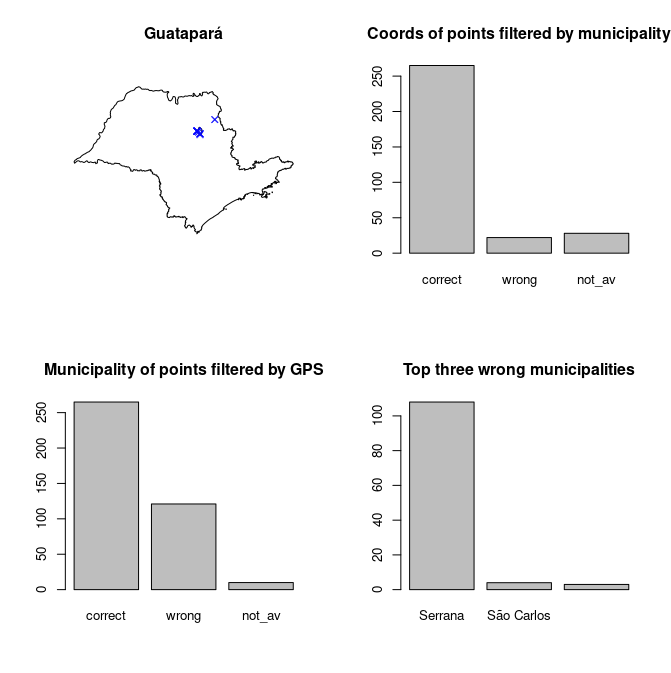 Guatapará
Coords of points filtered by municipality
250
200
150
100
50
0
correct wrong not_av
Municipality of points filtered by GPS
250
200
150
100
50
0
correct wrong not_av
Top three wrong municipalities
100
80
60
40
20
0
Serrana São Carlos